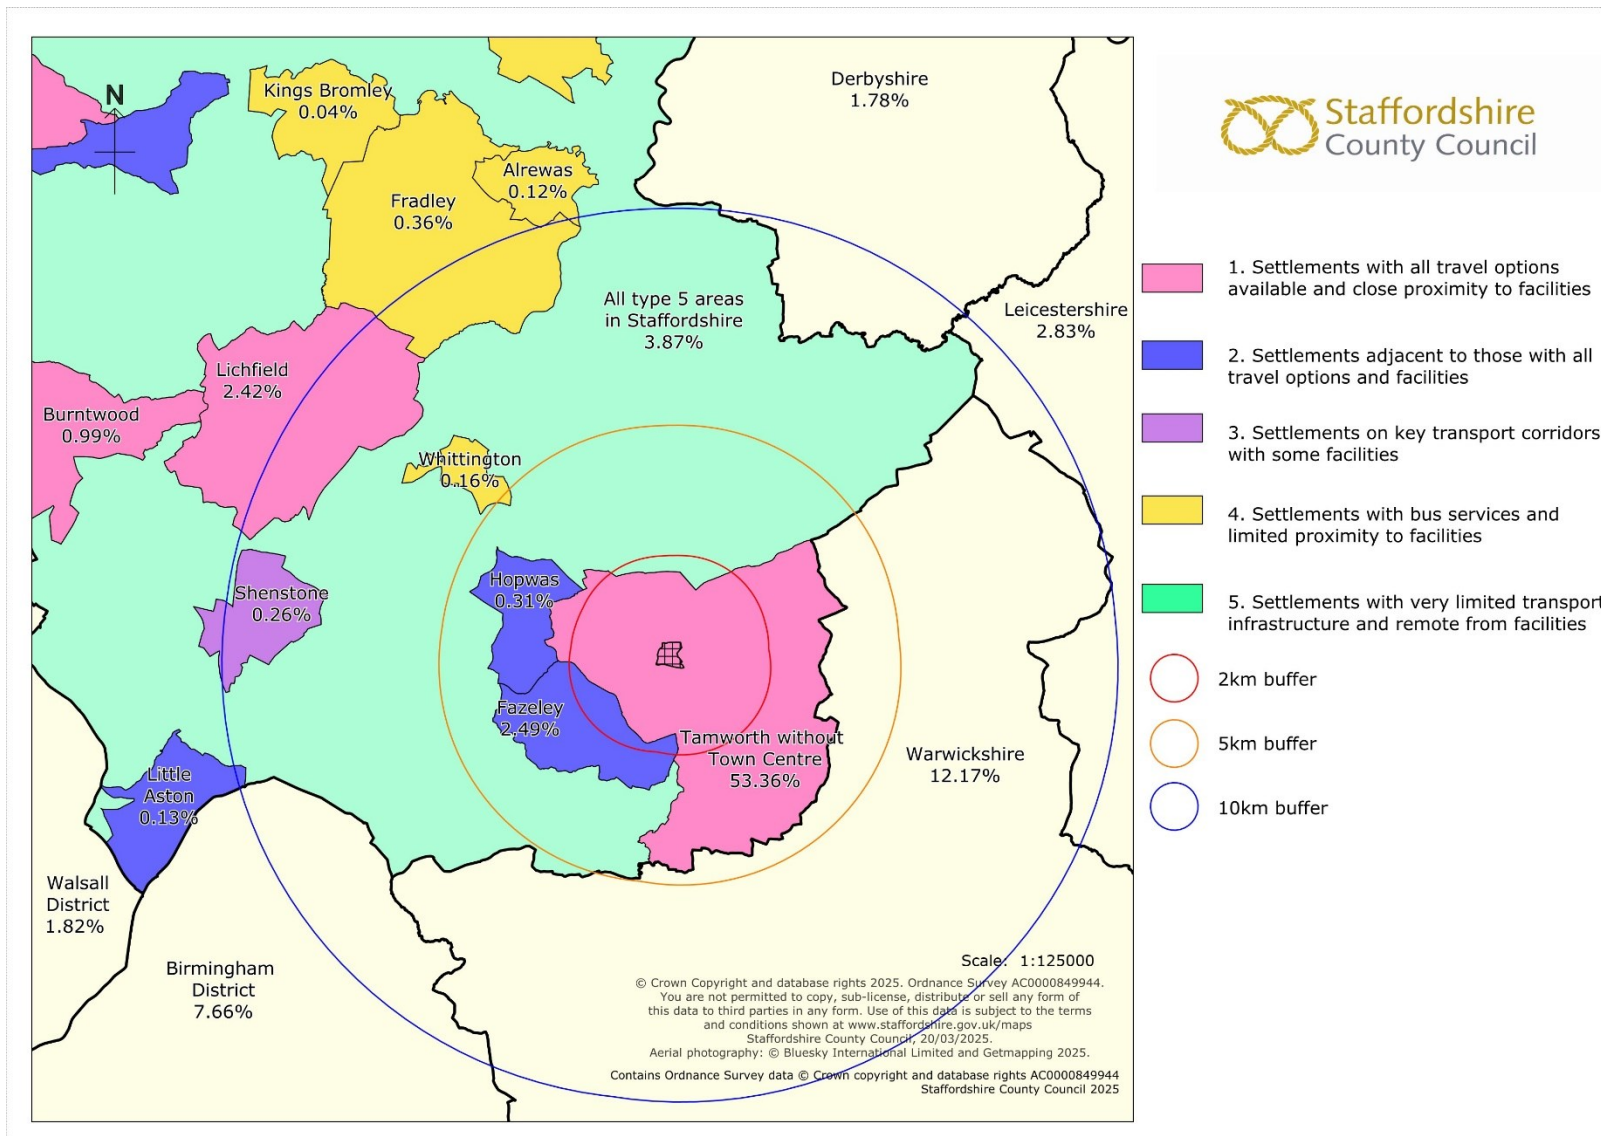 N
Kings Bromley
0.04%
Derbyshire
1.78%
Staffordshire
County Council
Alrewas
0.12%
Fradley
0.36%
1. Settlements with all travel options
available and close proximity to facilities
All type 5 areas
in Staffordshire
3.87%
Leicestershire
2.83%
2. Settlements adjacent to those with all
travel options and facilities
Lichfield
2.42%
Burntwood
0.99%
3. Settlements on key transport corridors
with some facilities
Whittington
0.16%
4. Settlements with bus services and
limited proximity to facilities
Hopwas
0.31%
Shenstone
0.26%
5. Settlements with very limited transport
infrastructure and remote from facilities
2km buffer
Fazeley
2.49%
Tamworth without
Town Centre
53.36%
Warwickshire
12.17%
5km buffer
Little
Aston
0.13%
10km buffer
Walsall
District
1.82%
Birmingham
District
7.66%
Scale: 1:125000
© Crown Copyright and database rights 2025. Ordnance Survey AC0000849944.
You are not permitted to copy, sub-license, distribute or sell any form of
this data to third parties in any form. Use of this data is subject to the terms
and conditions shown at www.staffordshire.gov.uk/maps
Staffordshire County Council, 20/03/2025.
Aerial photography: © Bluesky International Limited and Getmapping 2025.
Contains Ordnance Survey data © Crown copyright and database rights AC0000849944
Staffordshire County Council 2025